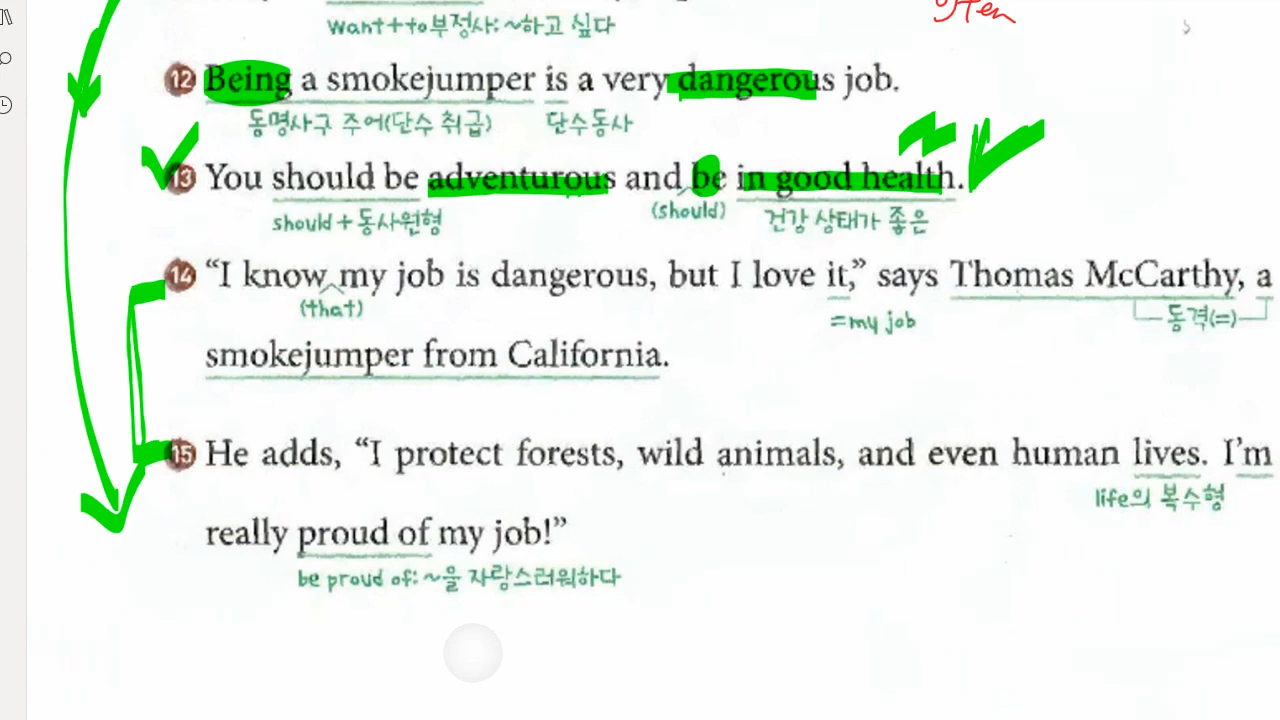 often
want+to부정사: ~하고 싶다
12 Being a smokejumper is a very dangerous job.
동명사구 주어(단수 취급) 단수동사
13 You should be adventurous and be in good health.
should + 동사원형 (should) 건강 상태가 좋은
14 “I know my job is dangerous, but I love it,” says Thomas McCarthy, a
(that) =my job 동격(=)
smokejumper from California.
15 He adds, “I protect forests, wild animals, and even human lives. I’m
life의 복수형
really proud of my job!”
be proud of: ~을 자랑스러워하다